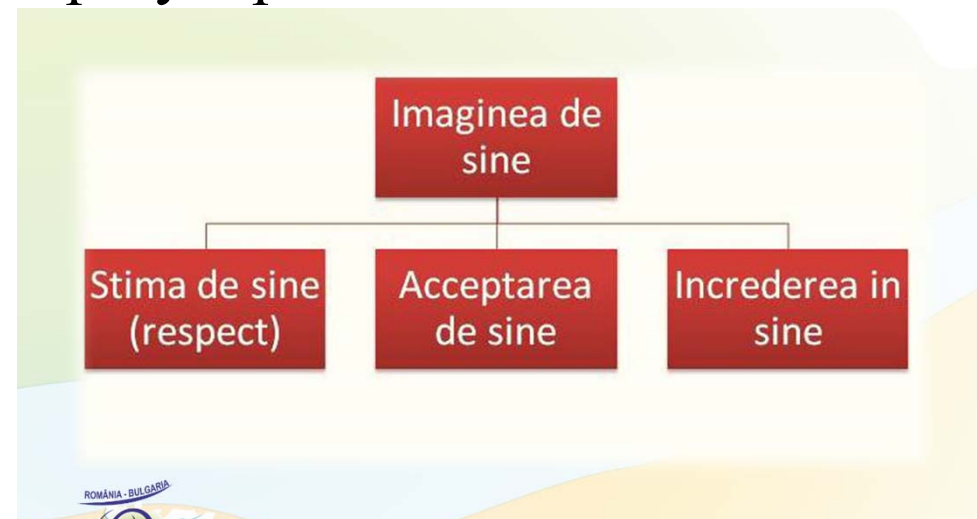 Imaginea de
sine
Stima de sine
(respect)
Acceptarea
de sine
Increderea in
sine
ROMÂNIA - BULGARIA